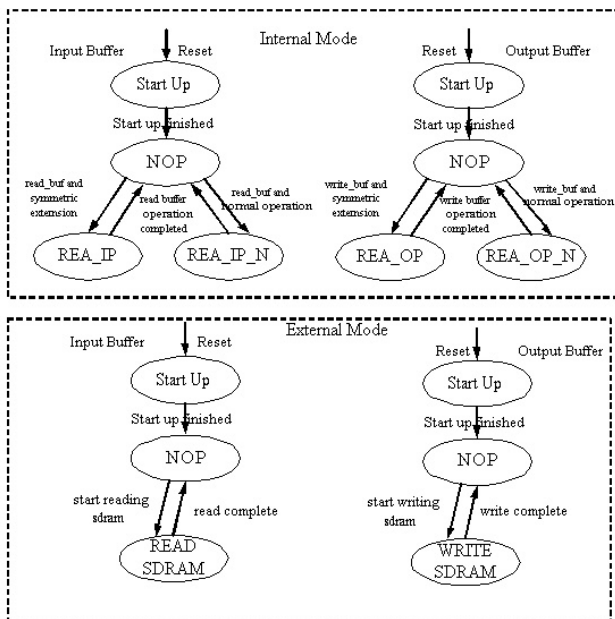 Internal Mode
Input Buffer
Reset
Start Up
Start up finished
NOP
read_buf and
symmetric
extension
read buffer
operation
completed
read_buf and
normal operation
REA_IP
REA_IP_N
Reset
Output Buffer
Start Up
Start up finished
NOP
write_buf and
symmetric
extension
write buffer
operation
completed
write_buf and
normal operation
REA_OP
REA_OP_N
External Mode
Input Buffer
Reset
Start Up
Start up finished
NOP
start reading
sdram
read complete
READ
SDRAM
Reset
Output Buffer
Start Up
Start up finished
NOP
start writing
sdram
write complete
WRITE
SDRAM